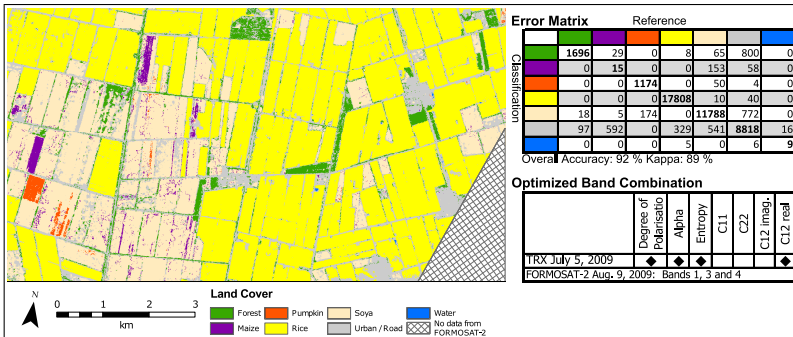 Error Matrix Reference
Classification
1696 29 0 8 65 800 0
0 15 0 0 153 58 0
0 0 1174 0 50 4 0
0 0 0 17808 10 40 0
18 5 174 0 11788 772 0
97 592 0 329 541 8818 16
0 0 0 5 0 6 9
Overall Accuracy: 92 % Kappa: 89 %
Optimized Band Combination
Degree of Polarisatio
Alpha
Entropy
C11
C22
C12 imag.
C12 real
TRX July 5, 2009
FORMOSAT-2 Aug. 9, 2009: Bands 1, 3 and 4
N
0 1 2 3
km
Land Cover
Forest Pumpkin Soya Water
Maize Rice Urban / Road No data from FORMOSAT-2